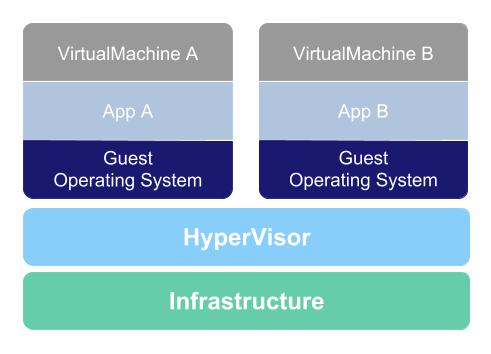 VirtualMachine A
App A
Guest
Operating System
VirtualMachine B
App B
Guest
Operating System
HyperVisor
Infrastructure